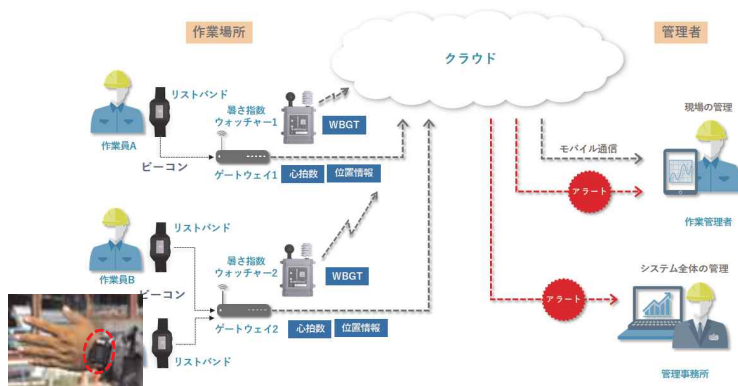 作業場所
管理者
クラウド
リストバンド
暑さ指数
ウォッチャー1
WBGT
作業員A
ビーコン
ゲートウェイ1
心拍数
位置情報
モバイル通信
アラート
現場の管理
作業管理者
リストバンド
暑さ指数
ウォッチャー2
WBGT
作業員B
ビーコン
ゲートウェイ2
心拍数
位置情報
リストバンド
システム全体の管理
アラート
管理事務所